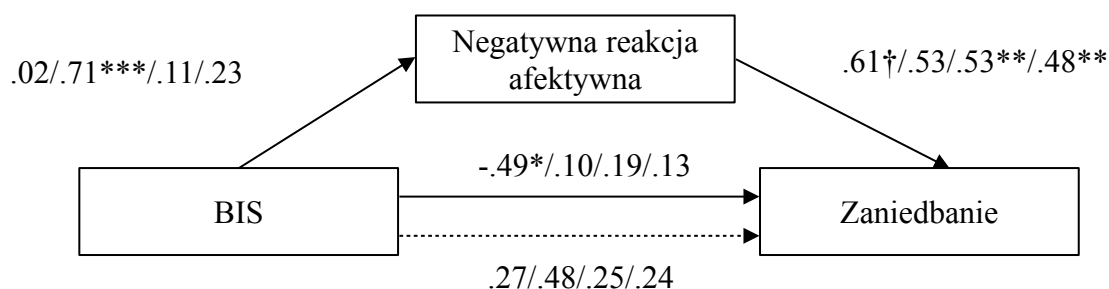 Negatywna reakcja
afektywna
.02/.71***/.11/.23
.61†/.53/.53**/.48**
-.49*/.10/.19/.13
BIS
Zaniedbanie
.27/.48/.25/.24